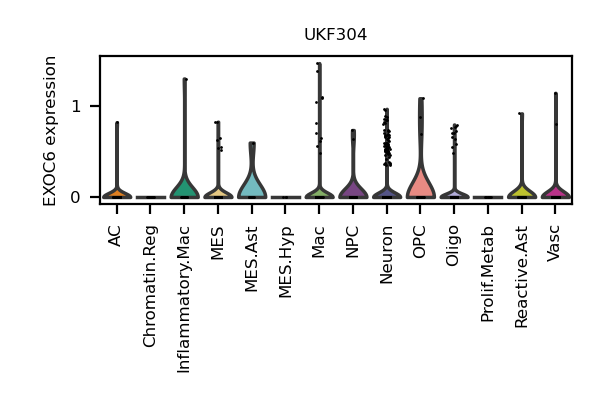 UKF304
EXOC6 expression
1
0
AC
Chromatin.Reg
Inflammatory.Mac
MES
MES.Ast
MES.Hyp
Mac
NPC
Neuron
OPC
Oligo
Prolif.Metab
Reactive.Ast
Vasc